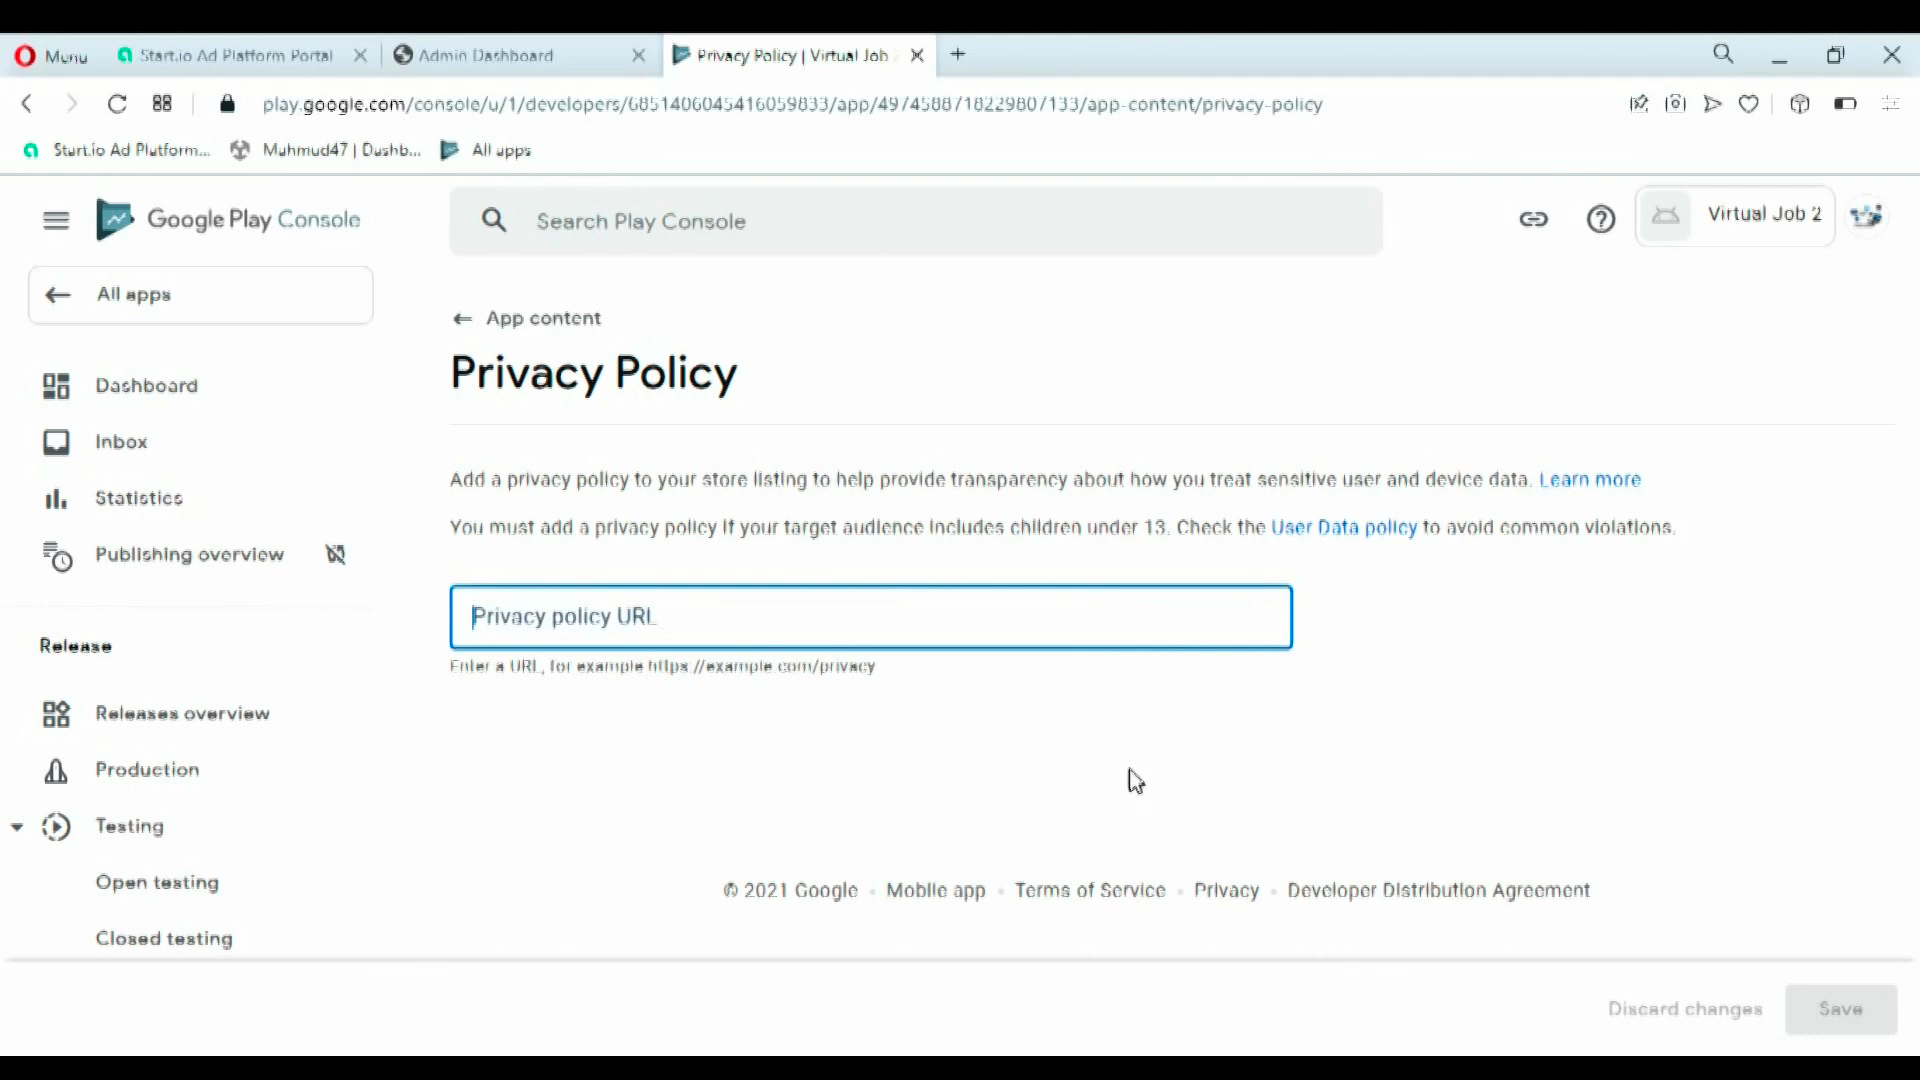 Menu
Start.io Ad Platform Portal
Admin Dashboard
Privacy Policy | Virtual Job
play.google.com/console/u/1/developers/6851406045416059833/app/4974588718229807133/app-content/privacy-policy
Start.io Ad Platform...
Mahmud47 | Dashb...
All apps
Google Play Console
Search Play Console
Virtual Job 2
All apps
App content
Privacy Policy
Dashboard
Inbox
Statistics
Publishing overview
Add a privacy policy to your store listing to help provide transparency about how you treat sensitive user and device data. Learn more
You must add a privacy policy if your target audience includes children under 13. Check the User Data policy to avoid common violations.
Privacy policy URL
Enter a URL, for example https://example.com/privacy
Release
Releases overview
Production
Testing
Open testing
Closed testing
© 2021 Google · Mobile app · Terms of Service · Privacy · Developer Distribution Agreement
Discard changes
Save